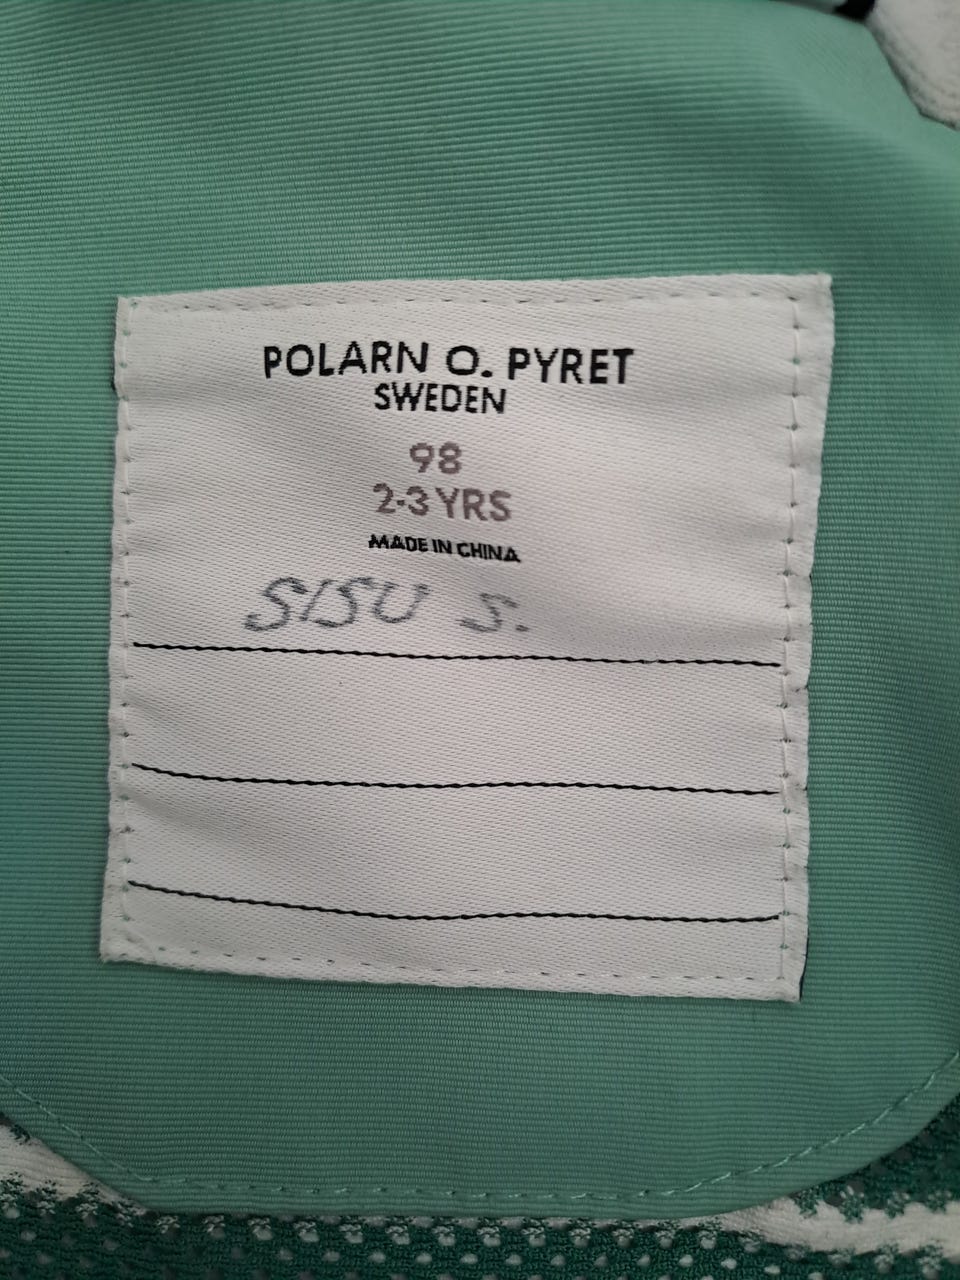 POLARN O. PYRET
SWEDEN
98
2-3 YRS
MADE IN CHINA
SISU S.